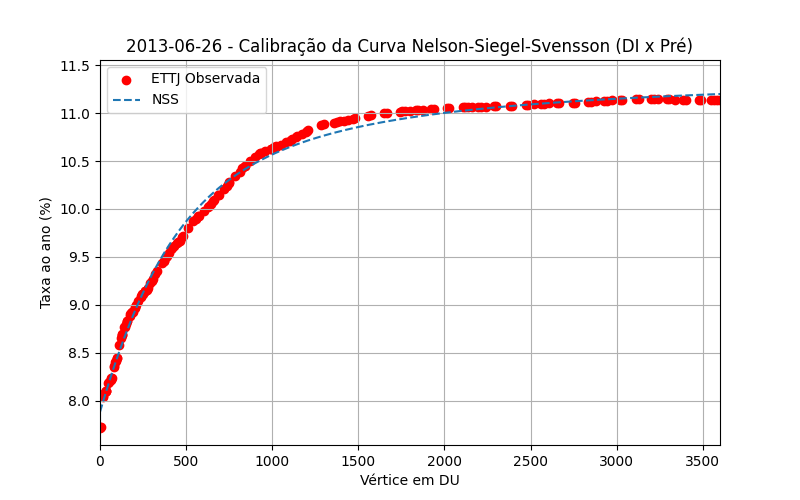 2013-06-26 - Calibração da Curva Nelson-Siegel-Svensson (DI x Pré)
ETTJ Observada
NSS
Taxa ao ano (%)
11.5
11.0
10.5
10.0
9.5
9.0
8.5
8.0
0 500 1000 1500 2000 2500 3000 3500
Vértice em DU